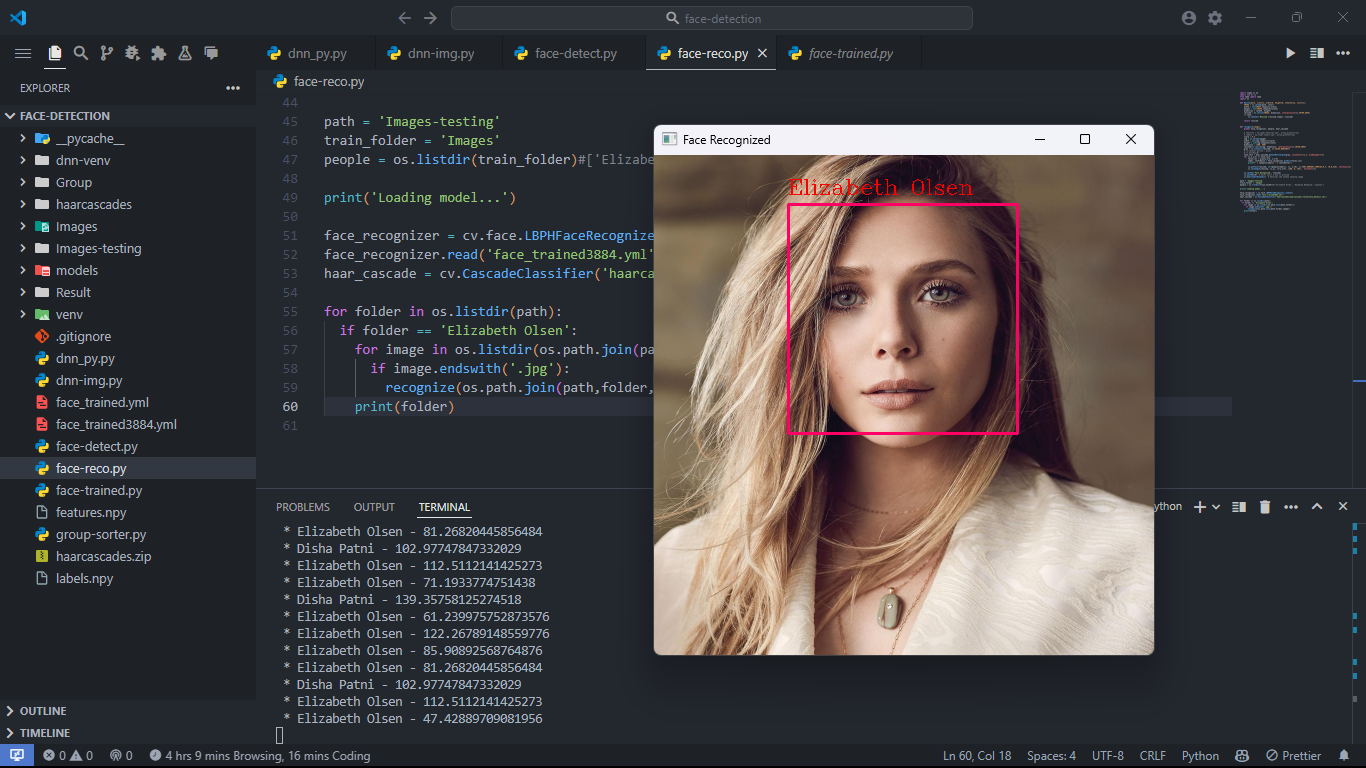 face-detection
dnn_py.py
dnn-img.py
face-detect.py
face-reco.py
face-trained.py
EXPLORER
face-reco.py
FACE-DETECTION
__pycache__
dnn-venv
Group
haarcascades
Images
Images-testing
models
Result
venv
.gitignore
dnn_py.py
dnn-img.py
face_trained.yml
face_trained3884.yml
face-detect.py
face-reco.py
face-trained.py
features.npy
group-sorter.py
haarcascades.zip
labels.npy
OUTLINE
TIMELINE
44
45 path = 'Images-testing'
46 train_folder = 'Images'
47 people = os.listdir(train_folder)#['Elizabe
48
49 print('Loading model...')
50
51 face_recognizer = cv.face.LBPHFaceRecognize
52 face_recognizer.read('face_trained3884.yml'
53 haar_cascade = cv.CascadeClassifier('haarca
54
55 for folder in os.listdir(path):
56 if folder == 'Elizabeth Olsen':
57 for image in os.listdir(os.path.join(pa
58 if image.endswith('.jpg'):
59 recognize(os.path.join(path,folder,
60 print(folder)
61
Face Recognized
Elizabeth Olsen
PROBLEMS OUTPUT TERMINAL
ython
* Elizabeth Olsen - 81.26820445856484
* Disha Patni - 102.97747847332029
* Elizabeth Olsen - 112.5112141425273
* Elizabeth Olsen - 71.1933774751438
* Disha Patni - 139.35758125274518
* Elizabeth Olsen - 61.239975752873576
* Elizabeth Olsen - 122.26789148559776
* Elizabeth Olsen - 85.90892568764876
* Elizabeth Olsen - 81.26820445856484
* Disha Patni - 102.97747847332029
* Elizabeth Olsen - 112.5112141425273
* Elizabeth Olsen - 47.42889709081956
0 0 0 4 hrs 9 mins Browsing, 16 mins Coding
Ln 60, Col 18 Spaces: 4 UTF-8 CRLF Python Prettier